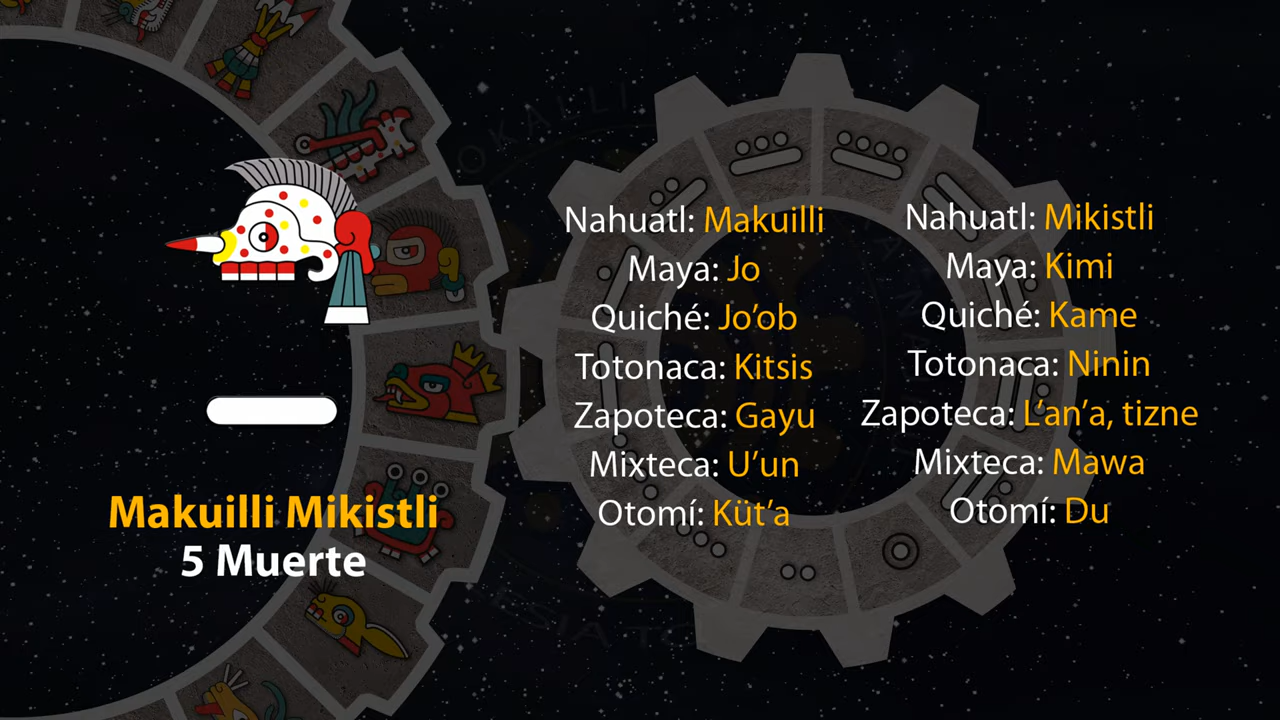 Makuilli Mikistli
5 Muerte
Nahuatl: Makuilli
Maya: Jo
Quiché: Jo’ob
Totonaca: Kitsis
Zapoteca: Gayu
Mixteca: U’un
Otomí: Küt’a
Nahuatl: Mikistli
Maya: Kimi
Quiché: Kame
Totonaca: Ninin
Zapoteca: L’an’a, tizne
Mixteca: Mawa
Otomí: Du